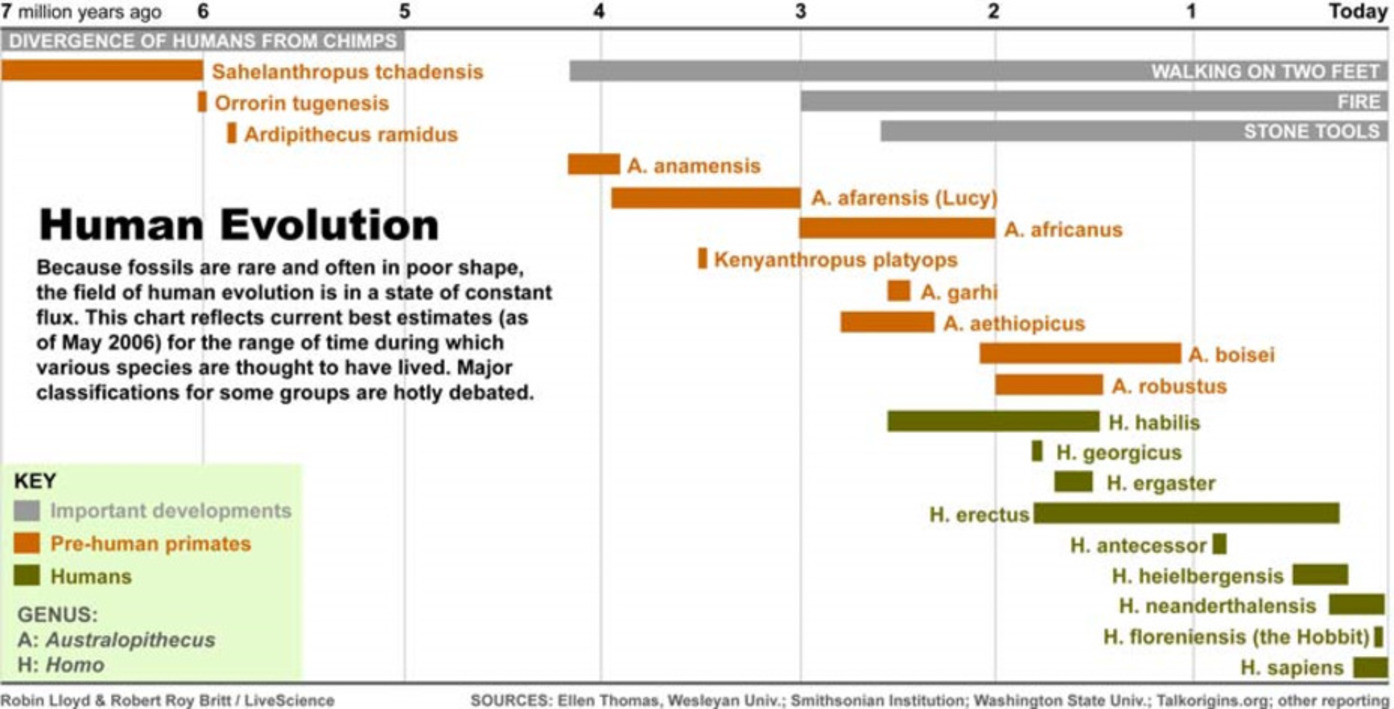 7 million years ago 6 5 4 3 2 1 Today
DIVERGENCE OF HUMANS FROM CHIMPS
Sahelanthropus tchadensis
WALKING ON TWO FEET
Orrorin tugenesis
FIRE
Ardipithecus ramidus
STONE TOOLS
A. anamensis
A. afarensis (Lucy)
A. africanus
Kenyanthropus platyops
A. garhi
A. aethiopicus
A. boisei
A. robustus
H. habilis
H. georgicus
H. ergaster
H. erectus
H. antecessor
H. heielbergensis
H. neanderthalensis
H. floreniensis (the Hobbit)
H. sapiens
Human Evolution
Because fossils are rare and often in poor shape,
the field of human evolution is in a state of constant
flux. This chart reflects current best estimates (as
of May 2006) for the range of time during which
various species are thought to have lived. Major
classifications for some groups are hotly debated.
KEY
Important developments
Pre-human primates
Humans
GENUS:
A: Australopithecus
H: Homo
Robin Lloyd & Robert Roy Britt / LiveScience
SOURCES: Ellen Thomas, Wesleyan Univ.; Smithsonian Institution; Washington State Univ.; Talkorigins.org; other reporting